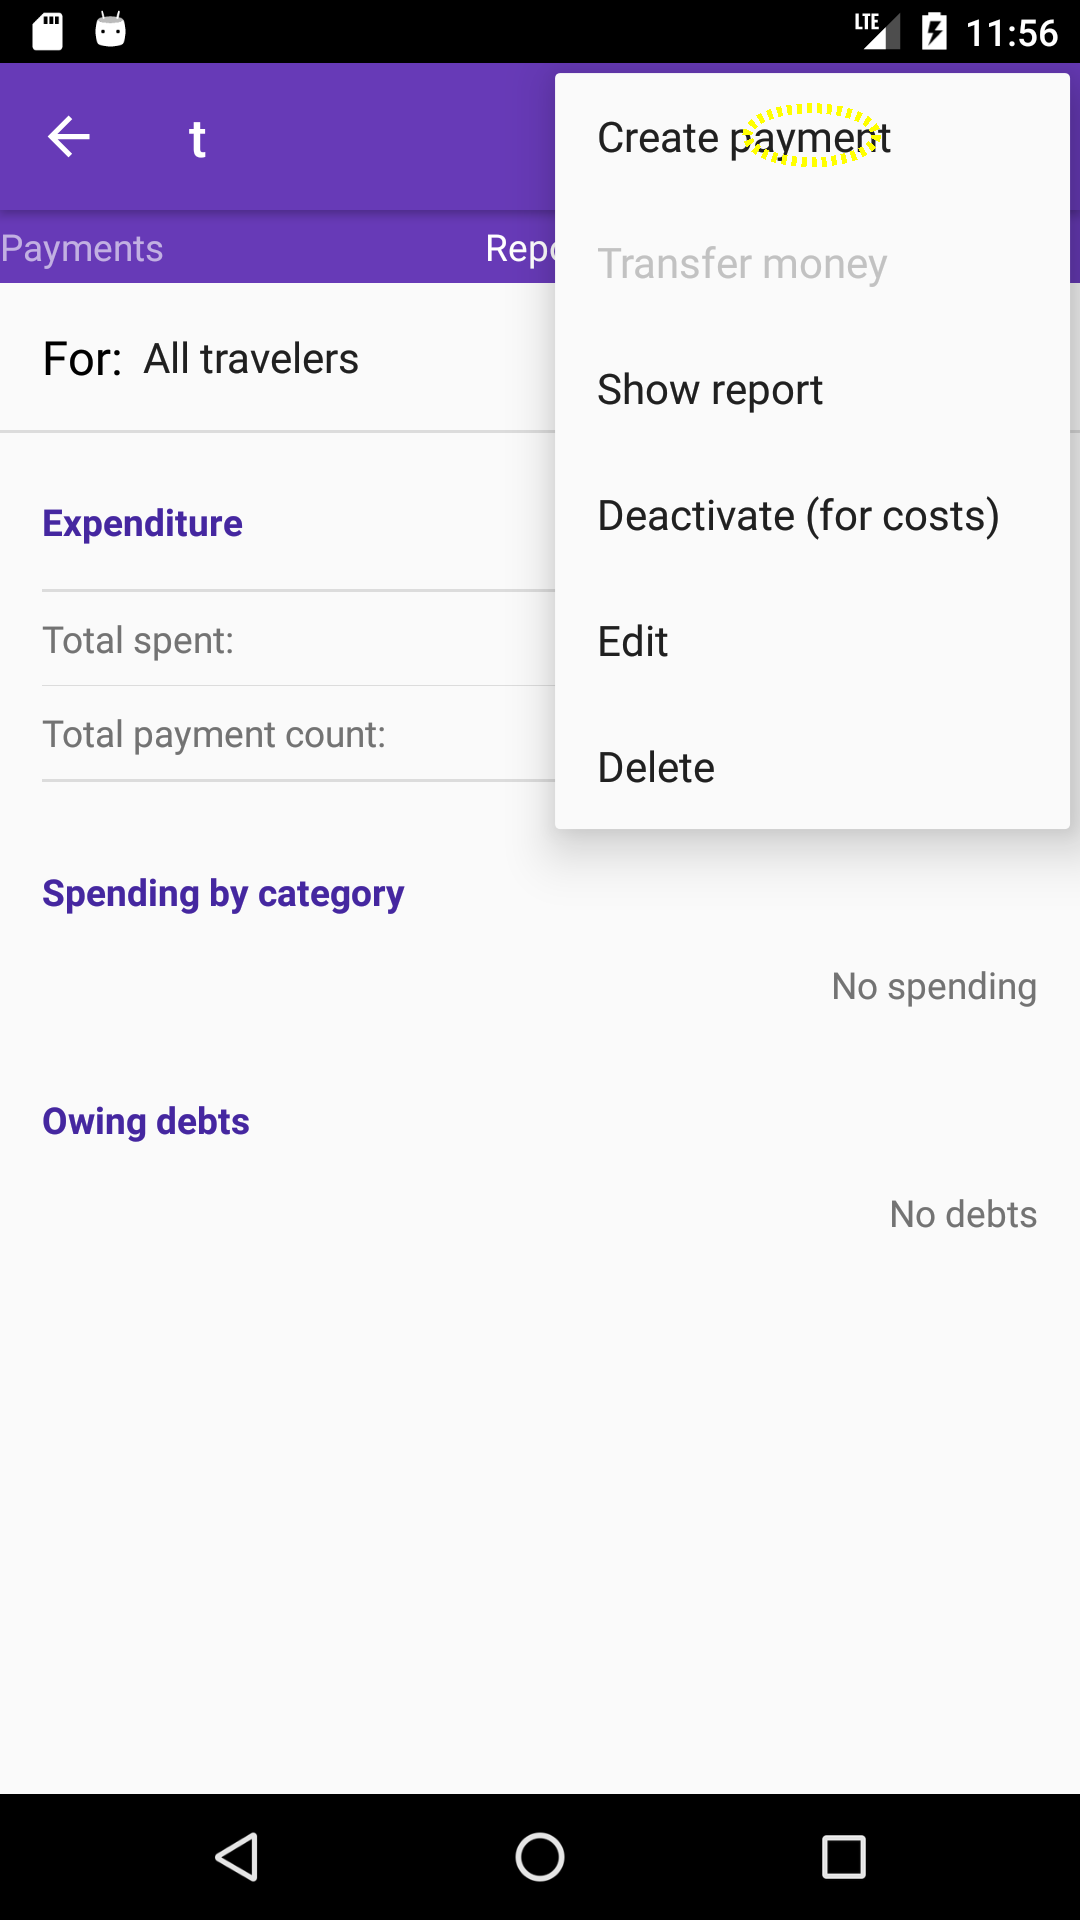 LTE 11:56
t
Create payment
Payments
Repo
Transfer money
For: All travelers
Show report
Expenditure
Deactivate (for costs)
Total spent:
Edit
Total payment count:
Delete
Spending by category
No spending
Owing debts
No debts